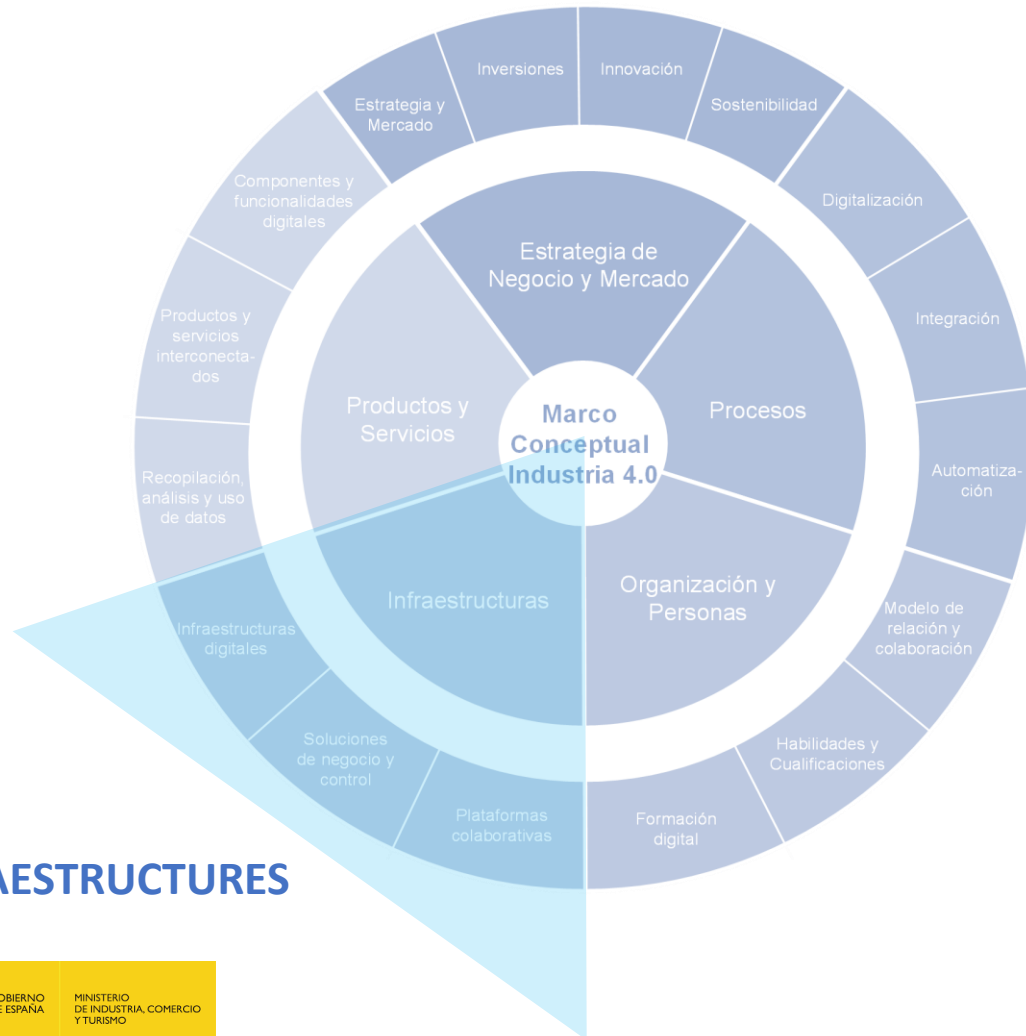 Inversiones
Innovación
Estrategia y
Mercado
Sostenibilidad
Componentes y
funcionalidades
digitales
Digitalización
Estrategia de
Negocio y Mercado
Productos y
servicios
interconecta-
dos
Integración
Productos y
Servicios
Marco
Conceptual
Industria 4.0
Procesos
Recopilación,
análisis y uso
de datos
Automatiza-
ción
Infraestructuras
Organización y
Personas
Infraestructuras
digitales
Modelo de
relación y
colaboración
Soluciones
de negocio y
control
Habilidades y
Cualificaciones
Plataformas
colaborativas
Formación
digital
AESTRUCTURES
OBIERNO
E ESPAÑA
MINISTERIO
DE INDUSTRIA, COMERCIO
Y TURISMO